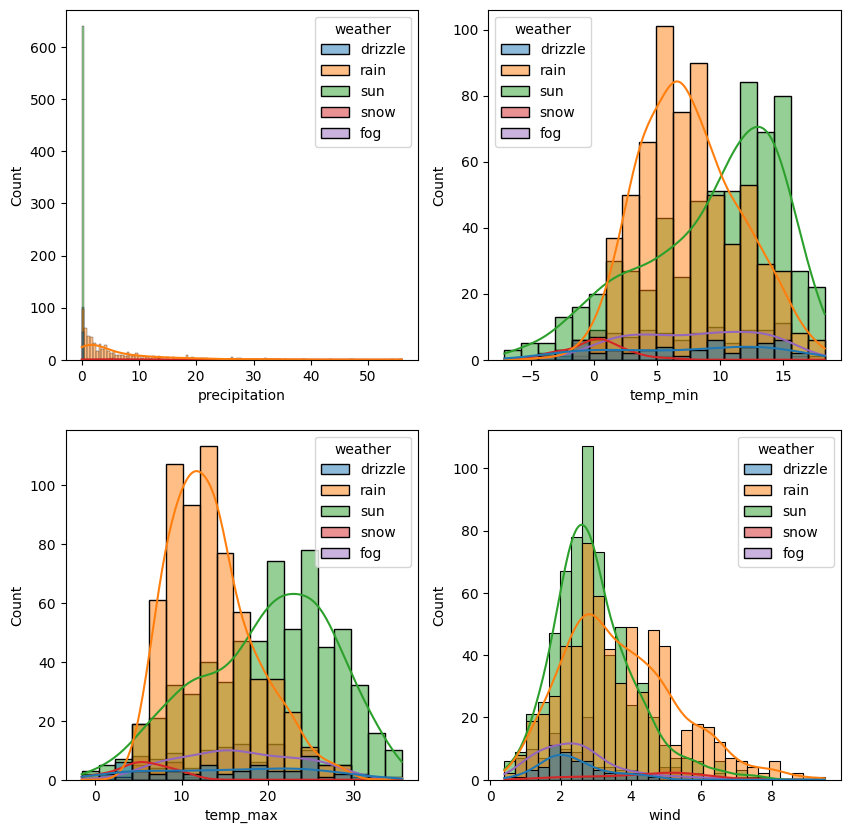 weather
drizzle
rain
sun
snow
fog
Count
600
500
400
300
200
100
0
0 10 20 30 40 50
precipitation
weather
drizzle
rain
sun
snow
fog
Count
100
80
60
40
20
0
−5 0 5 10 15
temp_min
weather
drizzle
rain
sun
snow
fog
Count
100
80
60
40
20
0
0 10 20 30
temp_max
weather
drizzle
rain
sun
snow
fog
Count
100
80
60
40
20
0
0 2 4 6 8
wind